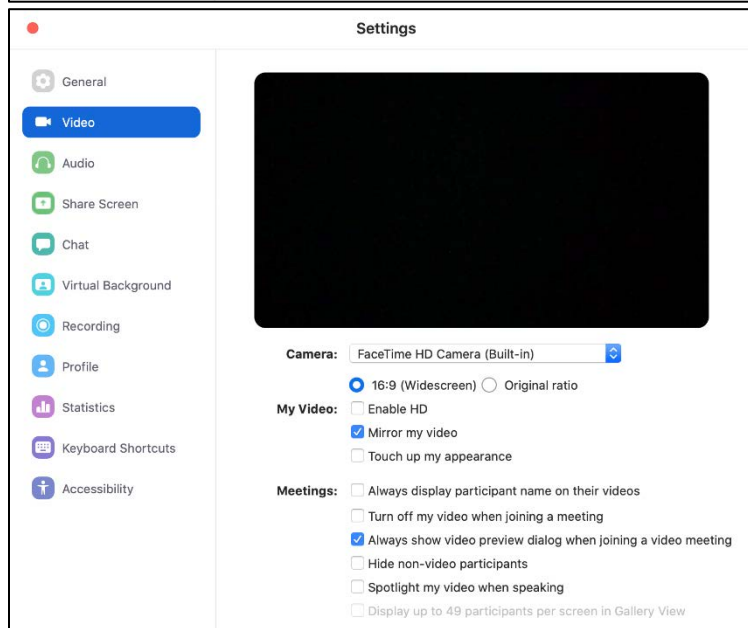 Settings
General
Video
Audio
Share Screen
Chat
Virtual Background
Recording
Profile
Statistics
Keyboard Shortcuts
Accessibility
Camera: FaceTime HD Camera (Built-in)
16:9 (Widescreen) Original ratio
My Video: Enable HD
Mirror my video
Touch up my appearance
Meetings: Always display participant name on their videos
Turn off my video when joining a meeting
Always show video preview dialog when joining a video meeting
Hide non-video participants
Spotlight my video when speaking
Display up to 49 participants per screen in Gallery View